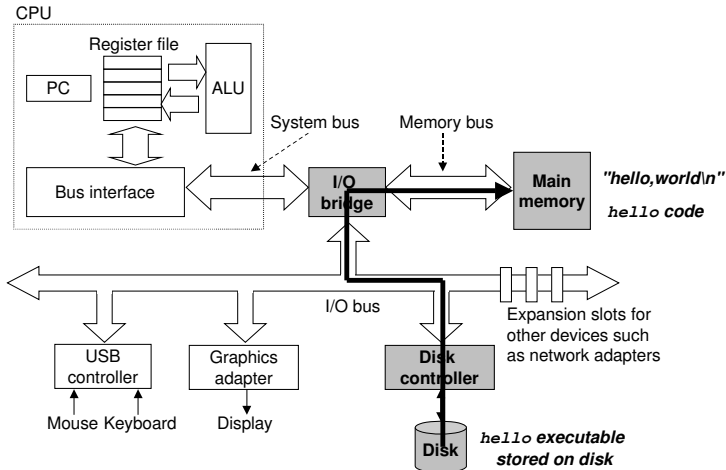 CPU
Register file
PC
ALU
System bus
Memory bus
Bus interface
I/O
bridge
Main
memory
"hello,world\n"
hello code
I/O bus
Expansion slots for
other devices such
as network adapters
USB
controller
Graphics
adapter
Disk
controller
Mouse Keyboard
Display
Disk
hello executable
stored on disk